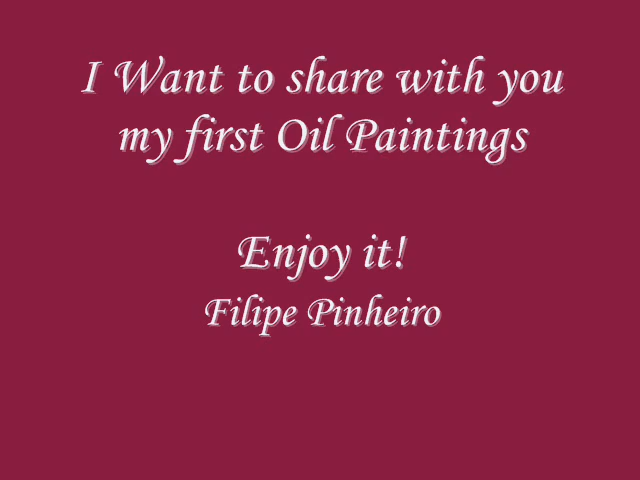 I Want to share with you
my first Oil Paintings
Enjoy it!
Filipe Pinheiro